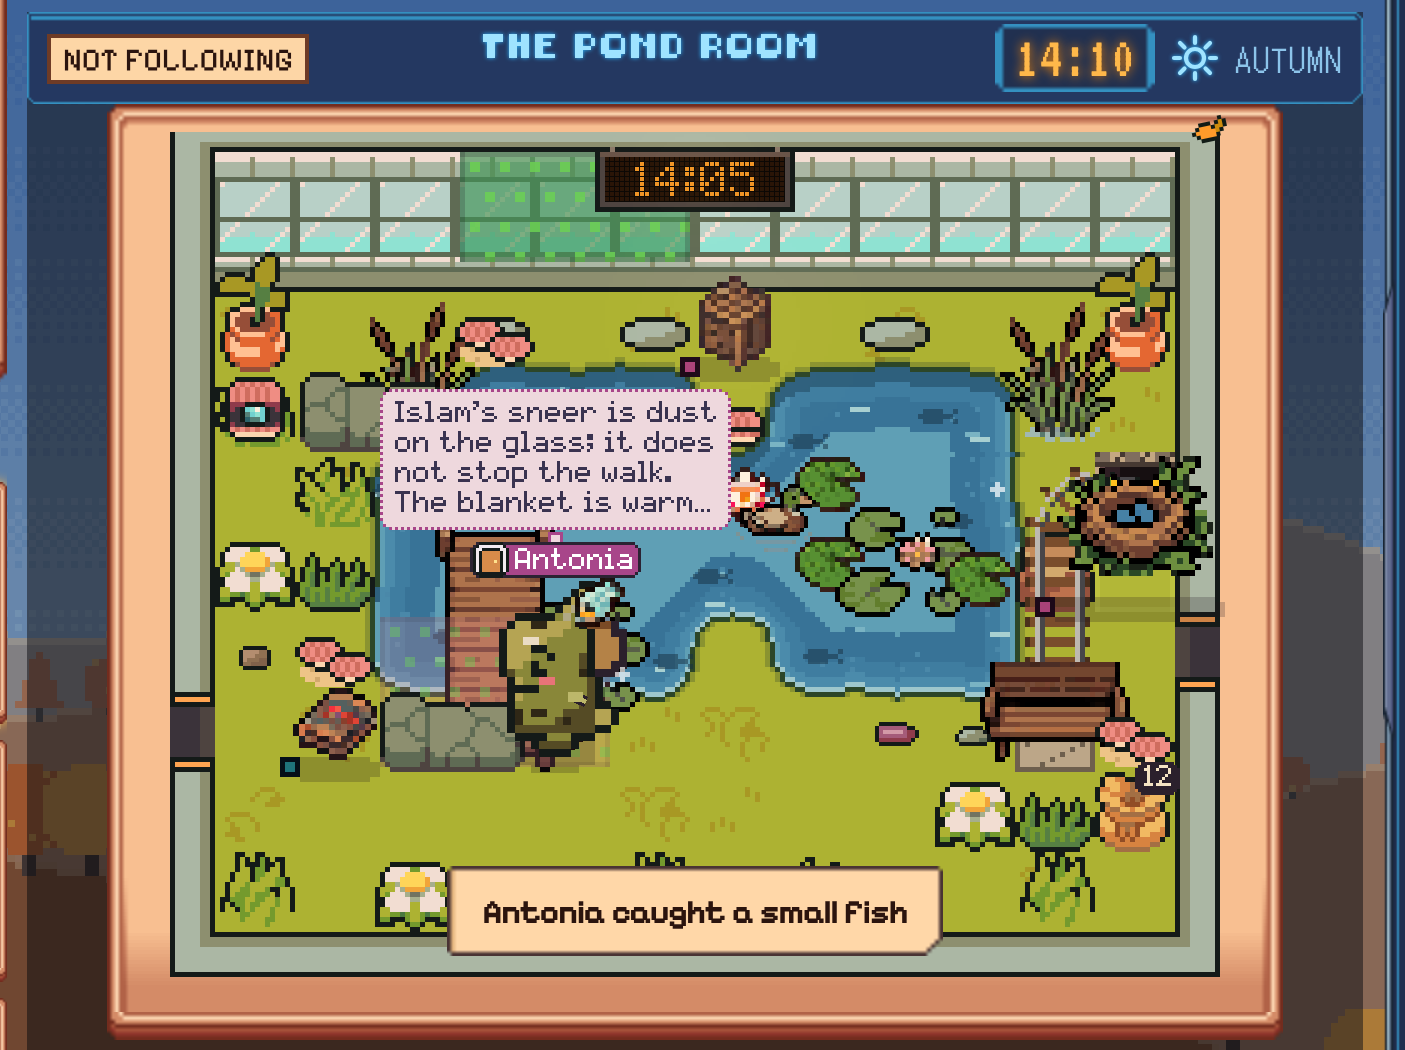 NOT FOLLOWING
THE POND ROOM
14:10
AUTUMN
14:05
Islam's sneer is dust
on the glass; it does
not stop the walk.
The blanket is warm...
Antonia
12
Antonia caught a small fish